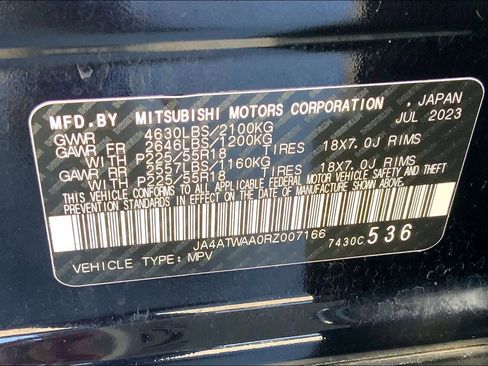 MFD.BY MITSUBISHI MOTORS CORPORATION , JAPAN
GVWR 4630LBS/2100KG JUL 2023
GAWR FR 2646LBS/1200KG
WITH P225/55R18 TIRES 18X7.0J RIMS
GAWR RR 2557LBS/1160KG
WITH P225/55R18 TIRES 18X7.0J RIMS
THIS VEHICLE CONFORMS TO ALL APPLICABLE FEDERAL MOTOR VEHICLE SAFETY, BUMPER, AND THEFT
PREVENTION STANDARDS IN EFFECT ON THE DATE OF MANUFACTURE SHOWN ABOVE.
JA4ATWAA0RZ007166 7430C 536
VEHICLE TYPE: MPV